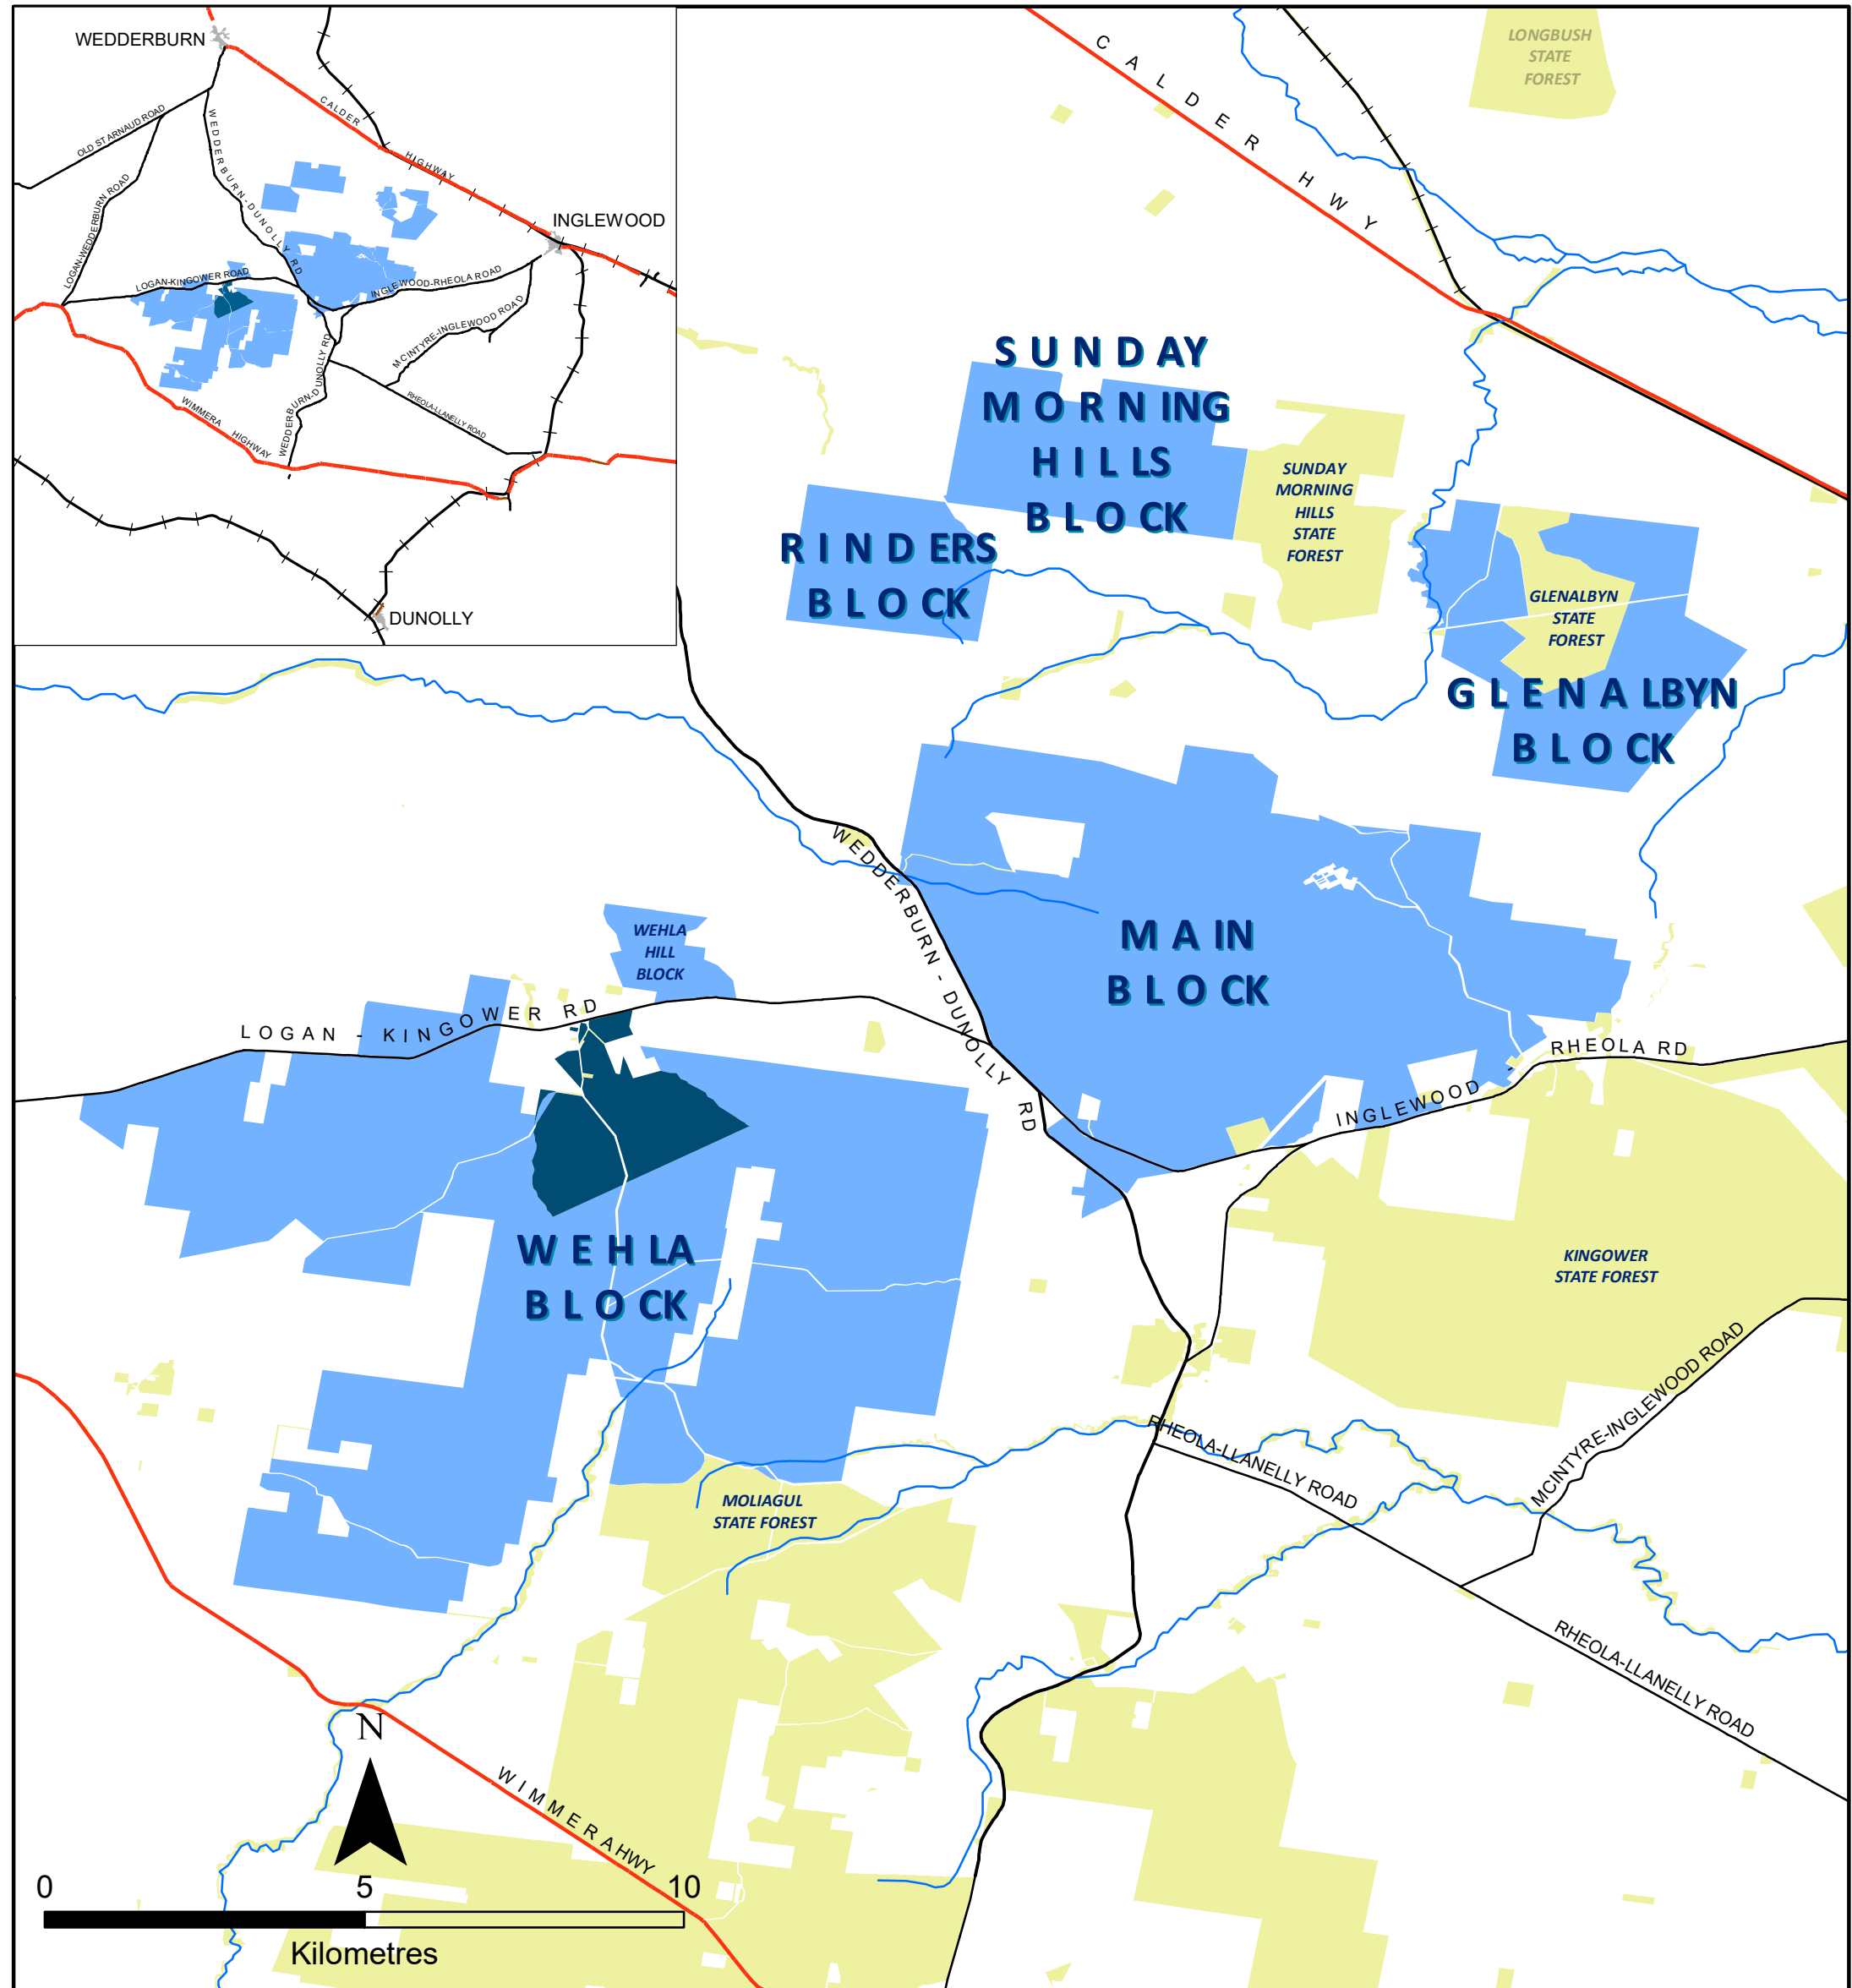 WEDDERBURN
CALDER
HIGHWAY
OLD ST ARNAUD ROAD
WEDDERBURN-DUNOLLY RD
LOGAN-WEDDERBURN ROAD
INGLEWOOD
LOGAN-KINGOWER ROAD
INGLEWOOD-RHEOLA ROAD
MCINTYRE-INGLEWOOD ROAD
WEDDERBURN-DUNOLLY RD
RHEOLA-LLANELLY ROAD
WIMMERA
HIGHWAY
DUNOLLY
CALDER HWY
LONGBUSH
STATE
FOREST
SUNDAY
MORNING
HILLS
BLOCK
SUNDAY
MORNING
HILLS
STATE
FOREST
RINDERS
BLOCK
GLENALBYN
STATE
FOREST
GLENALBYN
BLOCK
WEDDERBURN - DUNOLLY RD
MAIN
BLOCK
WEHLA
HILL
BLOCK
LOGAN - KINGOWER RD
INGLEWOOD - RHEOLA RD
WEHLA
BLOCK
KINGOWER
STATE FOREST
MCINTYRE-INGLEWOOD ROAD
RHEOLA-LLANELLY ROAD
MOLIAGUL
STATE FOREST
RHEOLA-LLANELLY ROAD
N
WIMMERA HWY
0 5 10
Kilometres